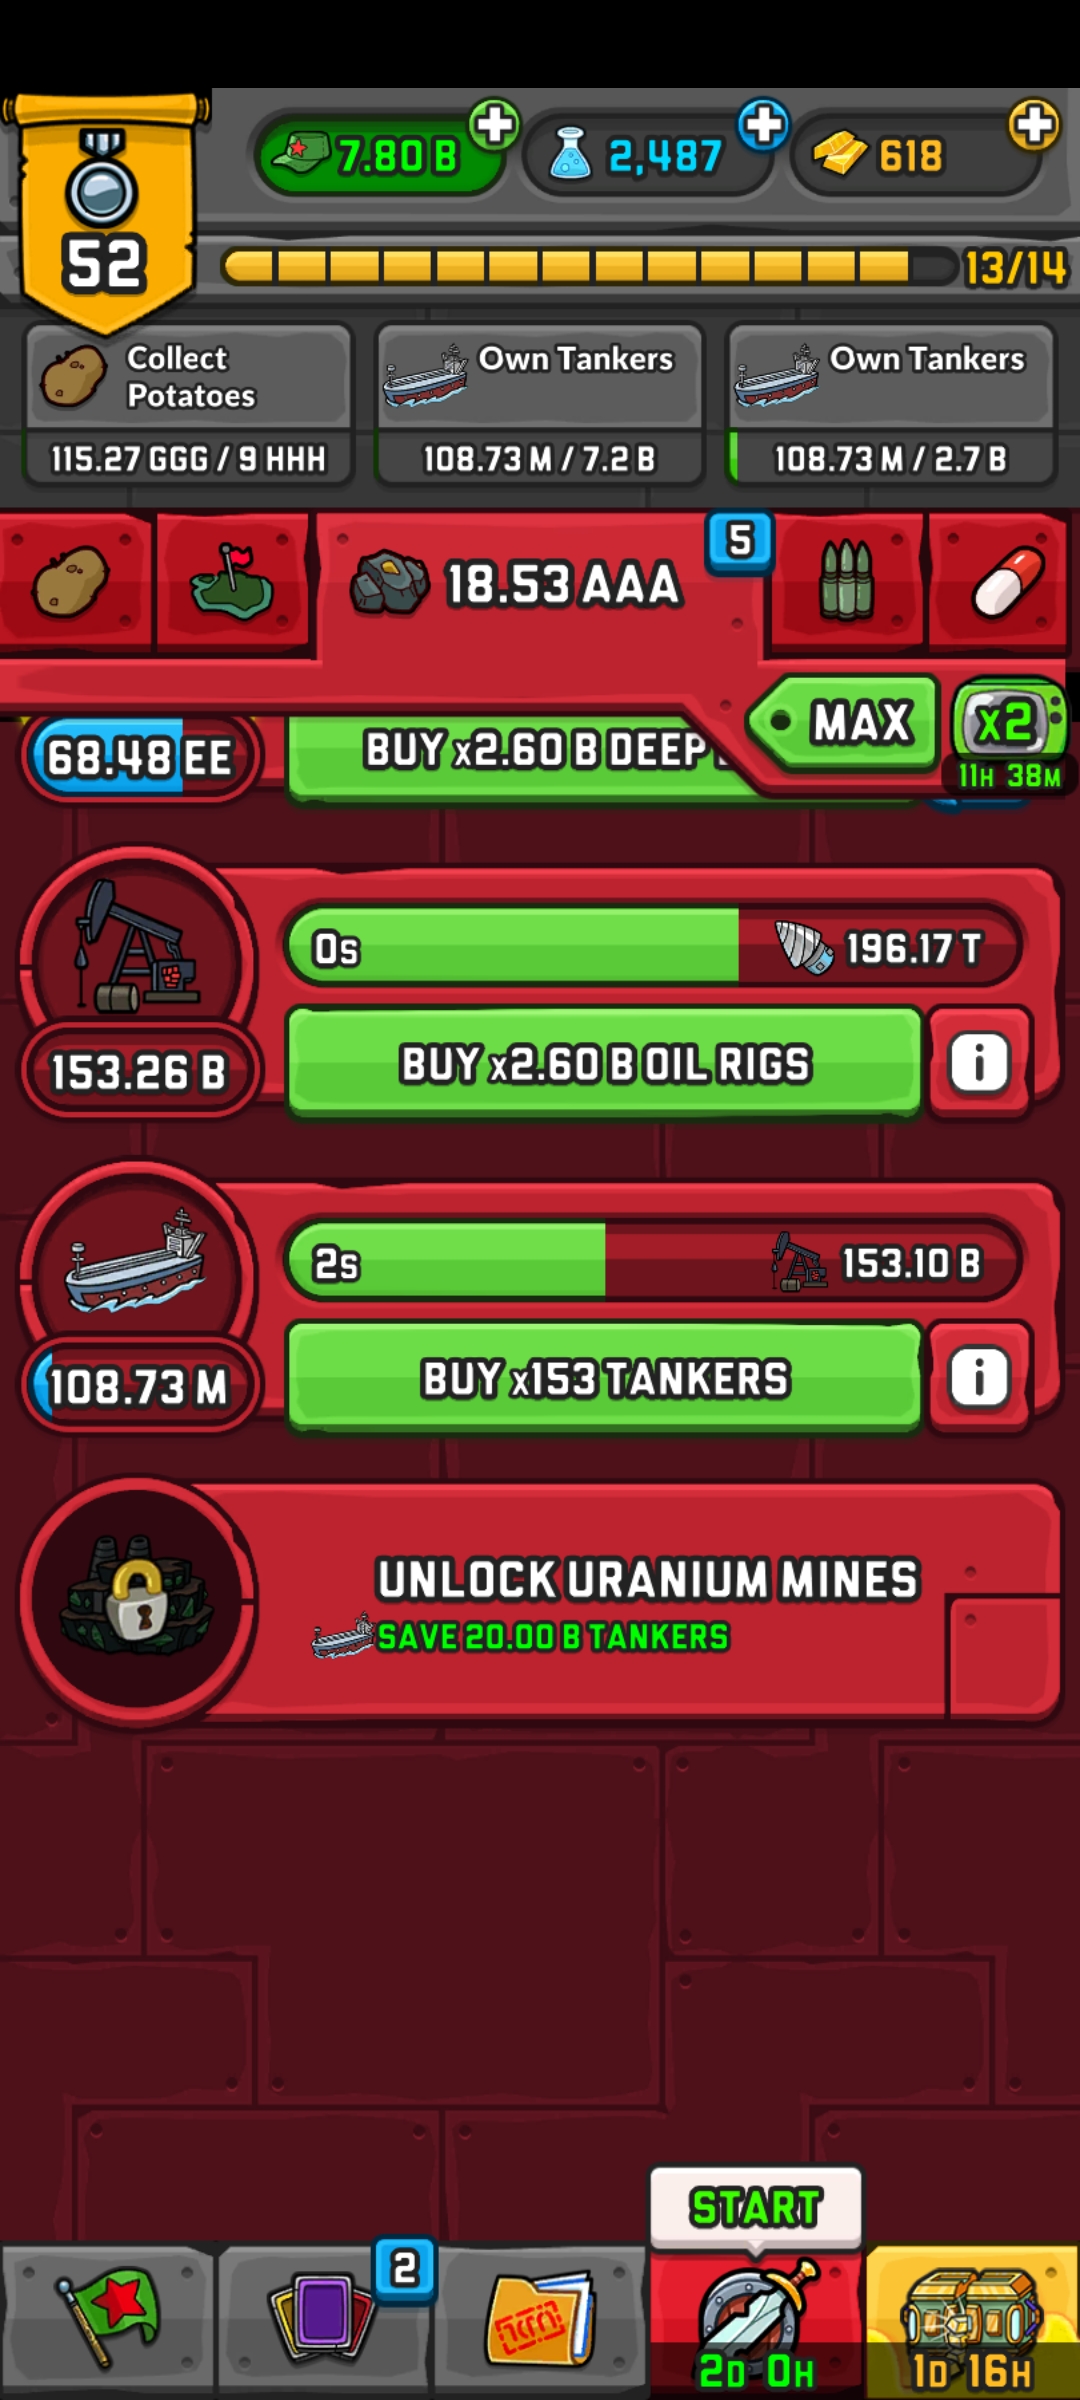 7.80 B
2,487
618
52
13/14
Collect
Potatoes
115.27 GGG / 9 HHH
Own Tankers
108.73 M / 7.2 B
Own Tankers
108.73 M / 2.7 B
18.53 AAA
5
MAX
x2
11H 38M
68.48 EE
BUY x2.60 B DEEP
0s
196.17 T
153.26 B
BUY x2.60 B OIL RIGS
i
2s
153.10 B
108.73 M
BUY x153 TANKERS
i
UNLOCK URANIUM MINES
SAVE 20.00 B TANKERS
START
2
2D 0H
1D 16H